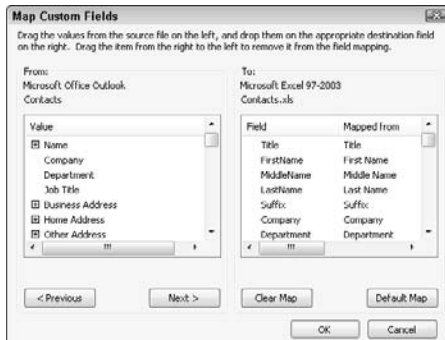 Map Custom Fields
Drag the values from the source file on the left, and drop them on the appropriate destination field
on the right. Drag the item from the right to the left to remove it from the field mapping.
From:
Microsoft Office Outlook
Contacts
Value
Name
Company
Department
Job Title
Business Address
Home Address
Other Address
< Previous
Next >
To:
Microsoft Excel 97-2003
Contacts.xls
Field Mapped from
Title Title
FirstName First Name
MiddleName Middle Name
LastName Last Name
Suffix Suffix
Company Company
Department Department
Clear Map
Default Map
OK
Cancel